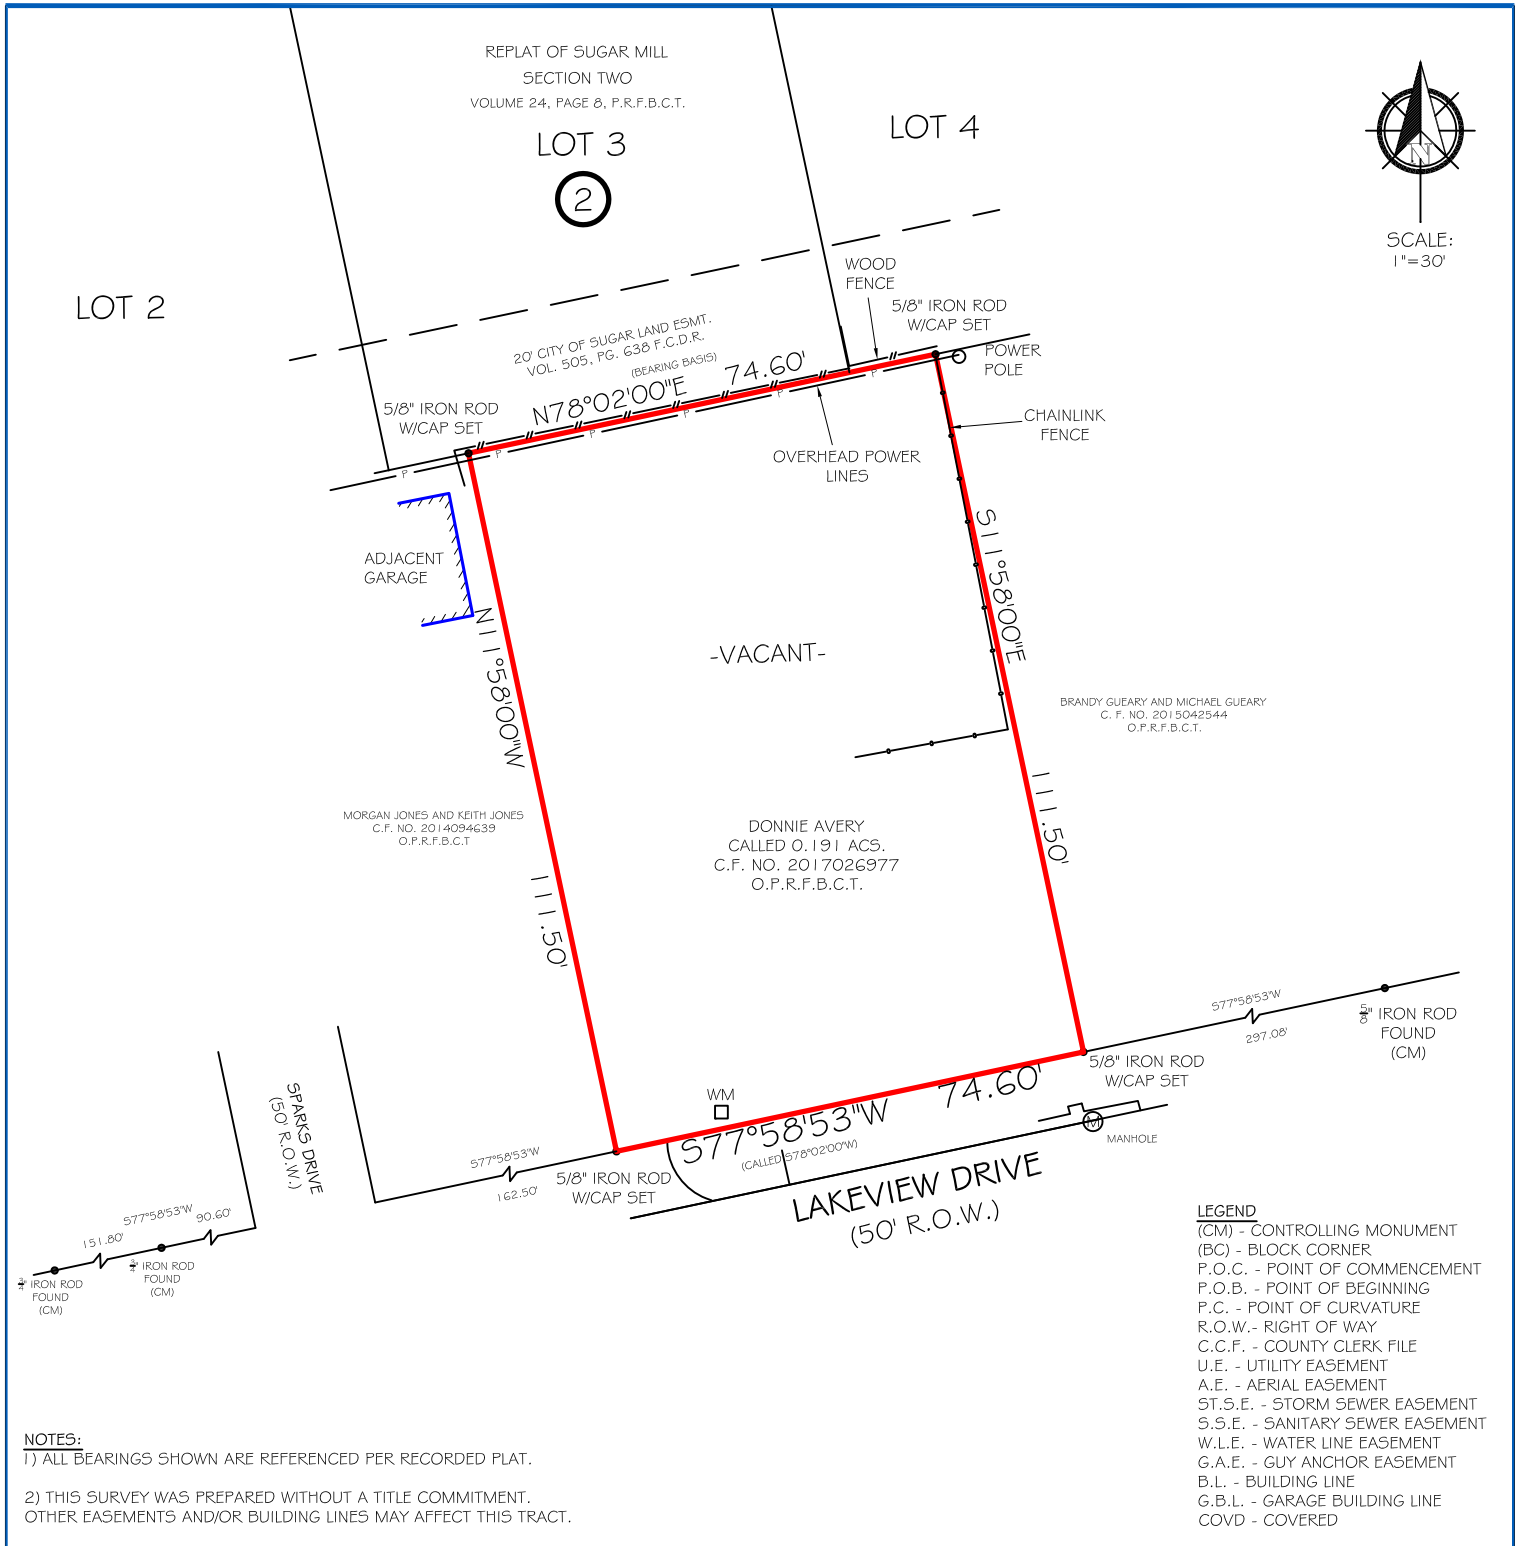 REPLAT OF SUGAR MILL
SECTION TWO
VOLUME 24, PAGE 8, P.R.F.B.C.T.
LOT 3
2
LOT 4
N
SCALE:
1"=30'
LOT 2
WOOD
FENCE
5/8" IRON ROD
W/CAP SET
POWER
POLE
20' CITY OF SUGAR LAND ESMT.
VOL. 505, PG. 638 F.C.D.R.
(BEARING BASIS)
N78°02'00"E 74.60'
5/8" IRON ROD
W/CAP SET
P P P P P P
CHAINLINK
FENCE
OVERHEAD POWER
LINES
ADJACENT
GARAGE
S11°58'00"E
111.50'
N11°58'00"W
111.50'
-VACANT-
BRANDY GUEARY AND MICHAEL GUEARY
C. F. NO. 2015042544
O.P.R.F.B.C.T.
MORGAN JONES AND KEITH JONES
C.F. NO. 2014094639
O.P.R.F.B.C.T
DONNIE AVERY
CALLED 0.191 ACS.
C.F. NO. 2017026977
O.P.R.F.B.C.T.
S77°58'53"W
297.08'
5/8" IRON ROD
FOUND
(CM)
5/8" IRON ROD
W/CAP SET
WM
S77°58'53"W 74.60'
(CALLED S78°02'00"W)
M
MANHOLE
SPARKS DRIVE
(50' R.O.W.)
S77°58'53"W
162.50'
5/8" IRON ROD
W/CAP SET
LAKEVIEW DRIVE
(50' R.O.W.)
S77°58'53"W
151.80'
90.60'
3/4" IRON ROD
FOUND
(CM)
3/4" IRON ROD
FOUND
(CM)
LEGEND
(CM) - CONTROLLING MONUMENT
(BC) - BLOCK CORNER
P.O.C. - POINT OF COMMENCEMENT
P.O.B. - POINT OF BEGINNING
P.C. - POINT OF CURVATURE
R.O.W.- RIGHT OF WAY
C.C.F. - COUNTY CLERK FILE
U.E. - UTILITY EASEMENT
A.E. - AERIAL EASEMENT
ST.S.E. - STORM SEWER EASEMENT
S.S.E. - SANITARY SEWER EASEMENT
W.L.E. - WATER LINE EASEMENT
G.A.E. - GUY ANCHOR EASEMENT
B.L. - BUILDING LINE
G.B.L. - GARAGE BUILDING LINE
COVD - COVERED
NOTES:
1) ALL BEARINGS SHOWN ARE REFERENCED PER RECORDED PLAT.
2) THIS SURVEY WAS PREPARED WITHOUT A TITLE COMMITMENT.
OTHER EASEMENTS AND/OR BUILDING LINES MAY AFFECT THIS TRACT.